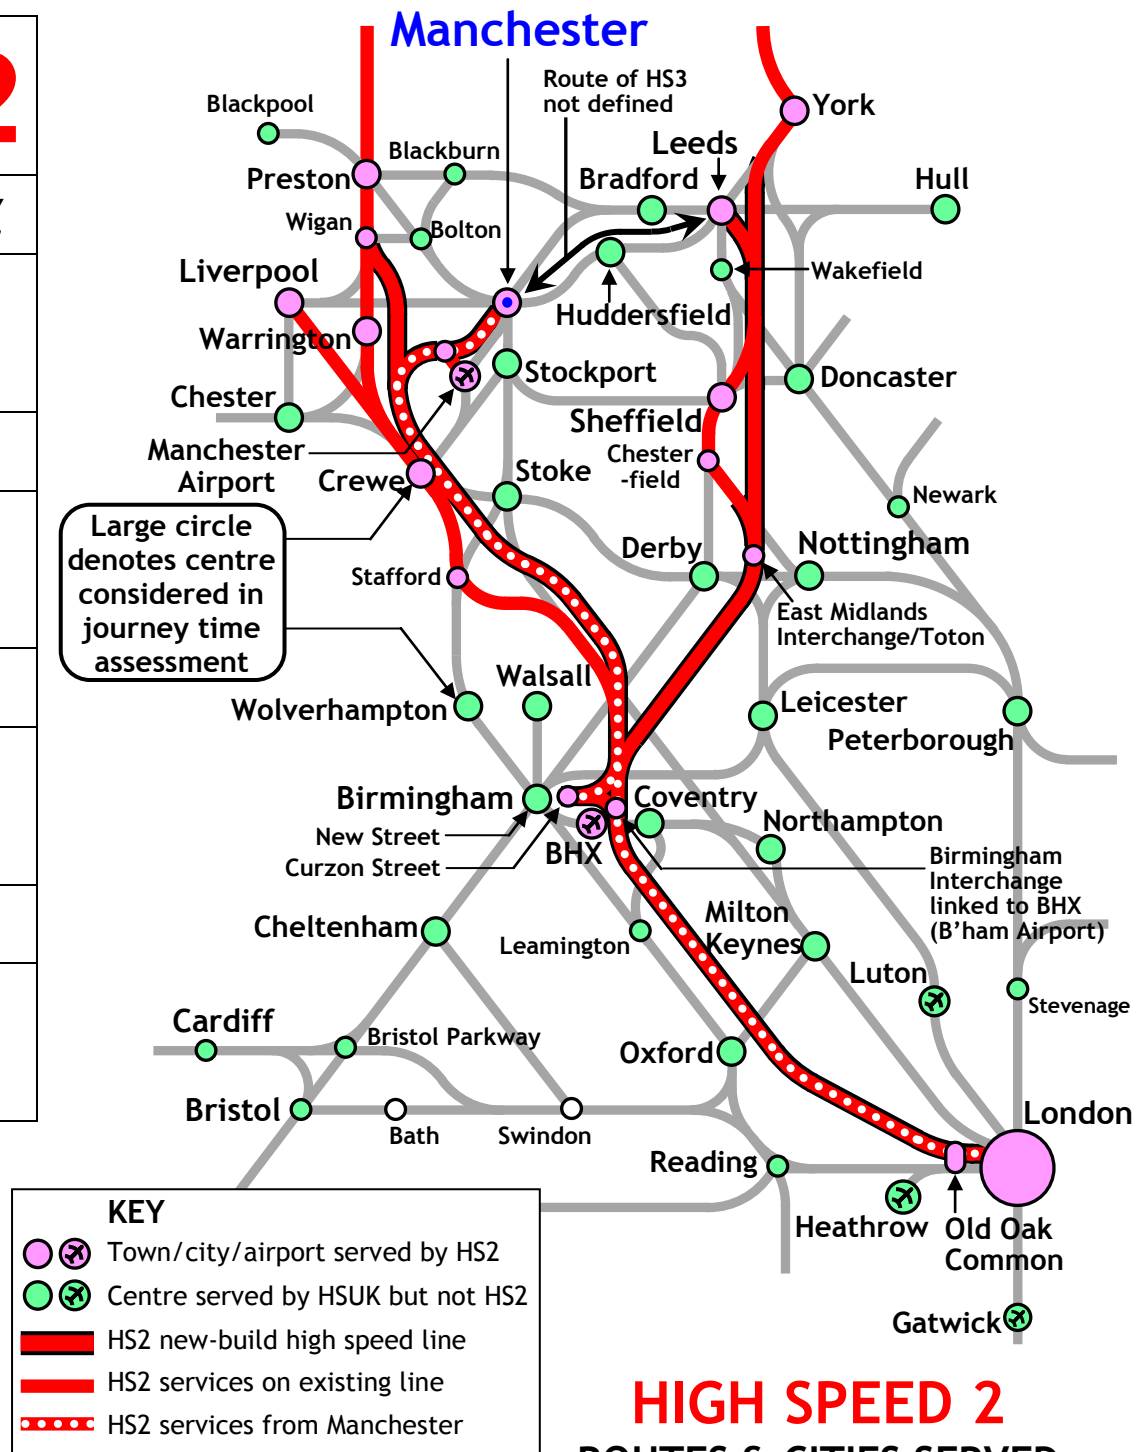 2
Manchester
Route of HS3
not defined
York
Blackpool
Leeds
Blackburn
Preston
Bradford
Hull
Wigan
Bolton
Liverpool
Wakefield
Huddersfield
Warrington
Stockport
Doncaster
Chester
Sheffield
Manchester
Airport
Chester
-field
Crewe
Stoke
Newark
Large circle
denotes centre
considered in
journey time
assessment
Derby
Nottingham
Stafford
East Midlands
Interchange/Toton
Walsall
Wolverhampton
Leicester
Peterborough
Birmingham
Coventry
New Street
Northampton
Curzon Street
BHX
Birmingham
Interchange
linked to BHX
(B'ham Airport)
Cheltenham
Milton
Keynes
Leamington
Luton
Stevenage
Cardiff
Bristol Parkway
Oxford
Bristol
London
Bath
Swindon
Reading
Heathrow
Old Oak
Common
Gatwick
KEY
Town/city/airport served by HS2
Centre served by HSUK but not HS2
HS2 new-build high speed line
HS2 services on existing line
HS2 services from Manchester
HIGH SPEED 2
ROUTES & CITIES SERVED